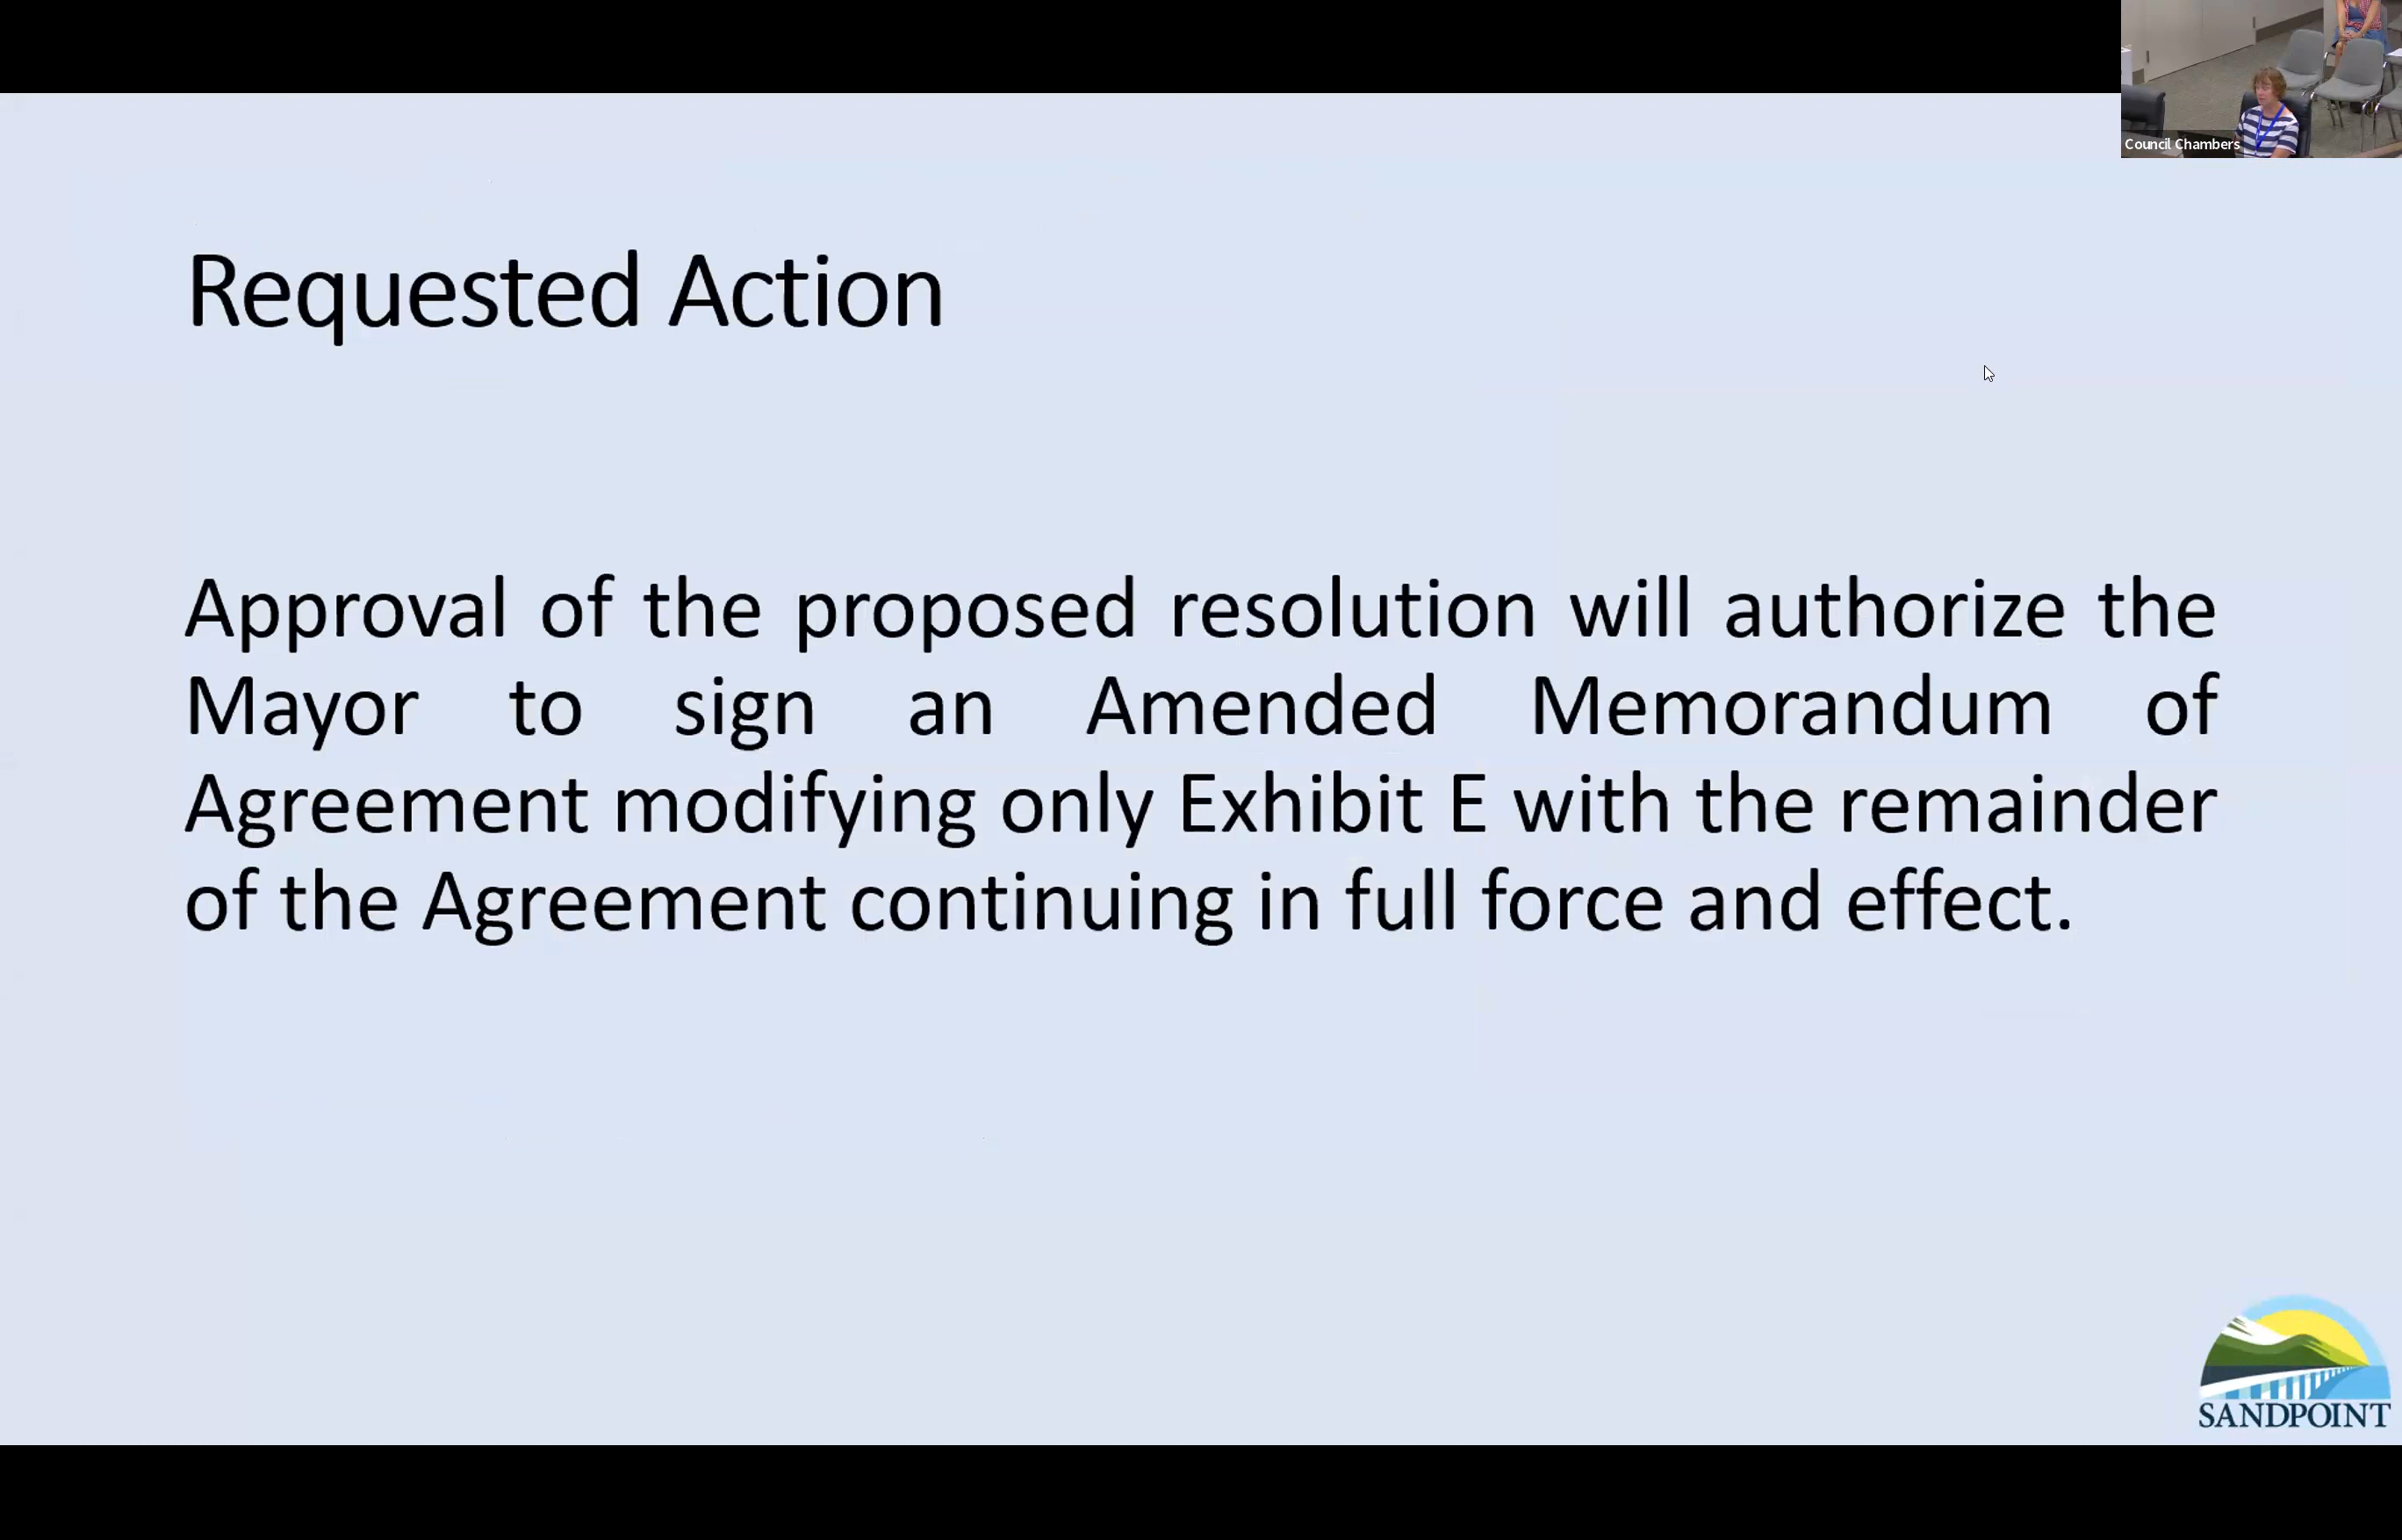 Council Chambers
Requested Action
Approval of the proposed resolution will authorize the
Mayor to sign an Amended Memorandum of
Agreement modifying only Exhibit E with the remainder
of the Agreement continuing in full force and effect.
SANDPOINT